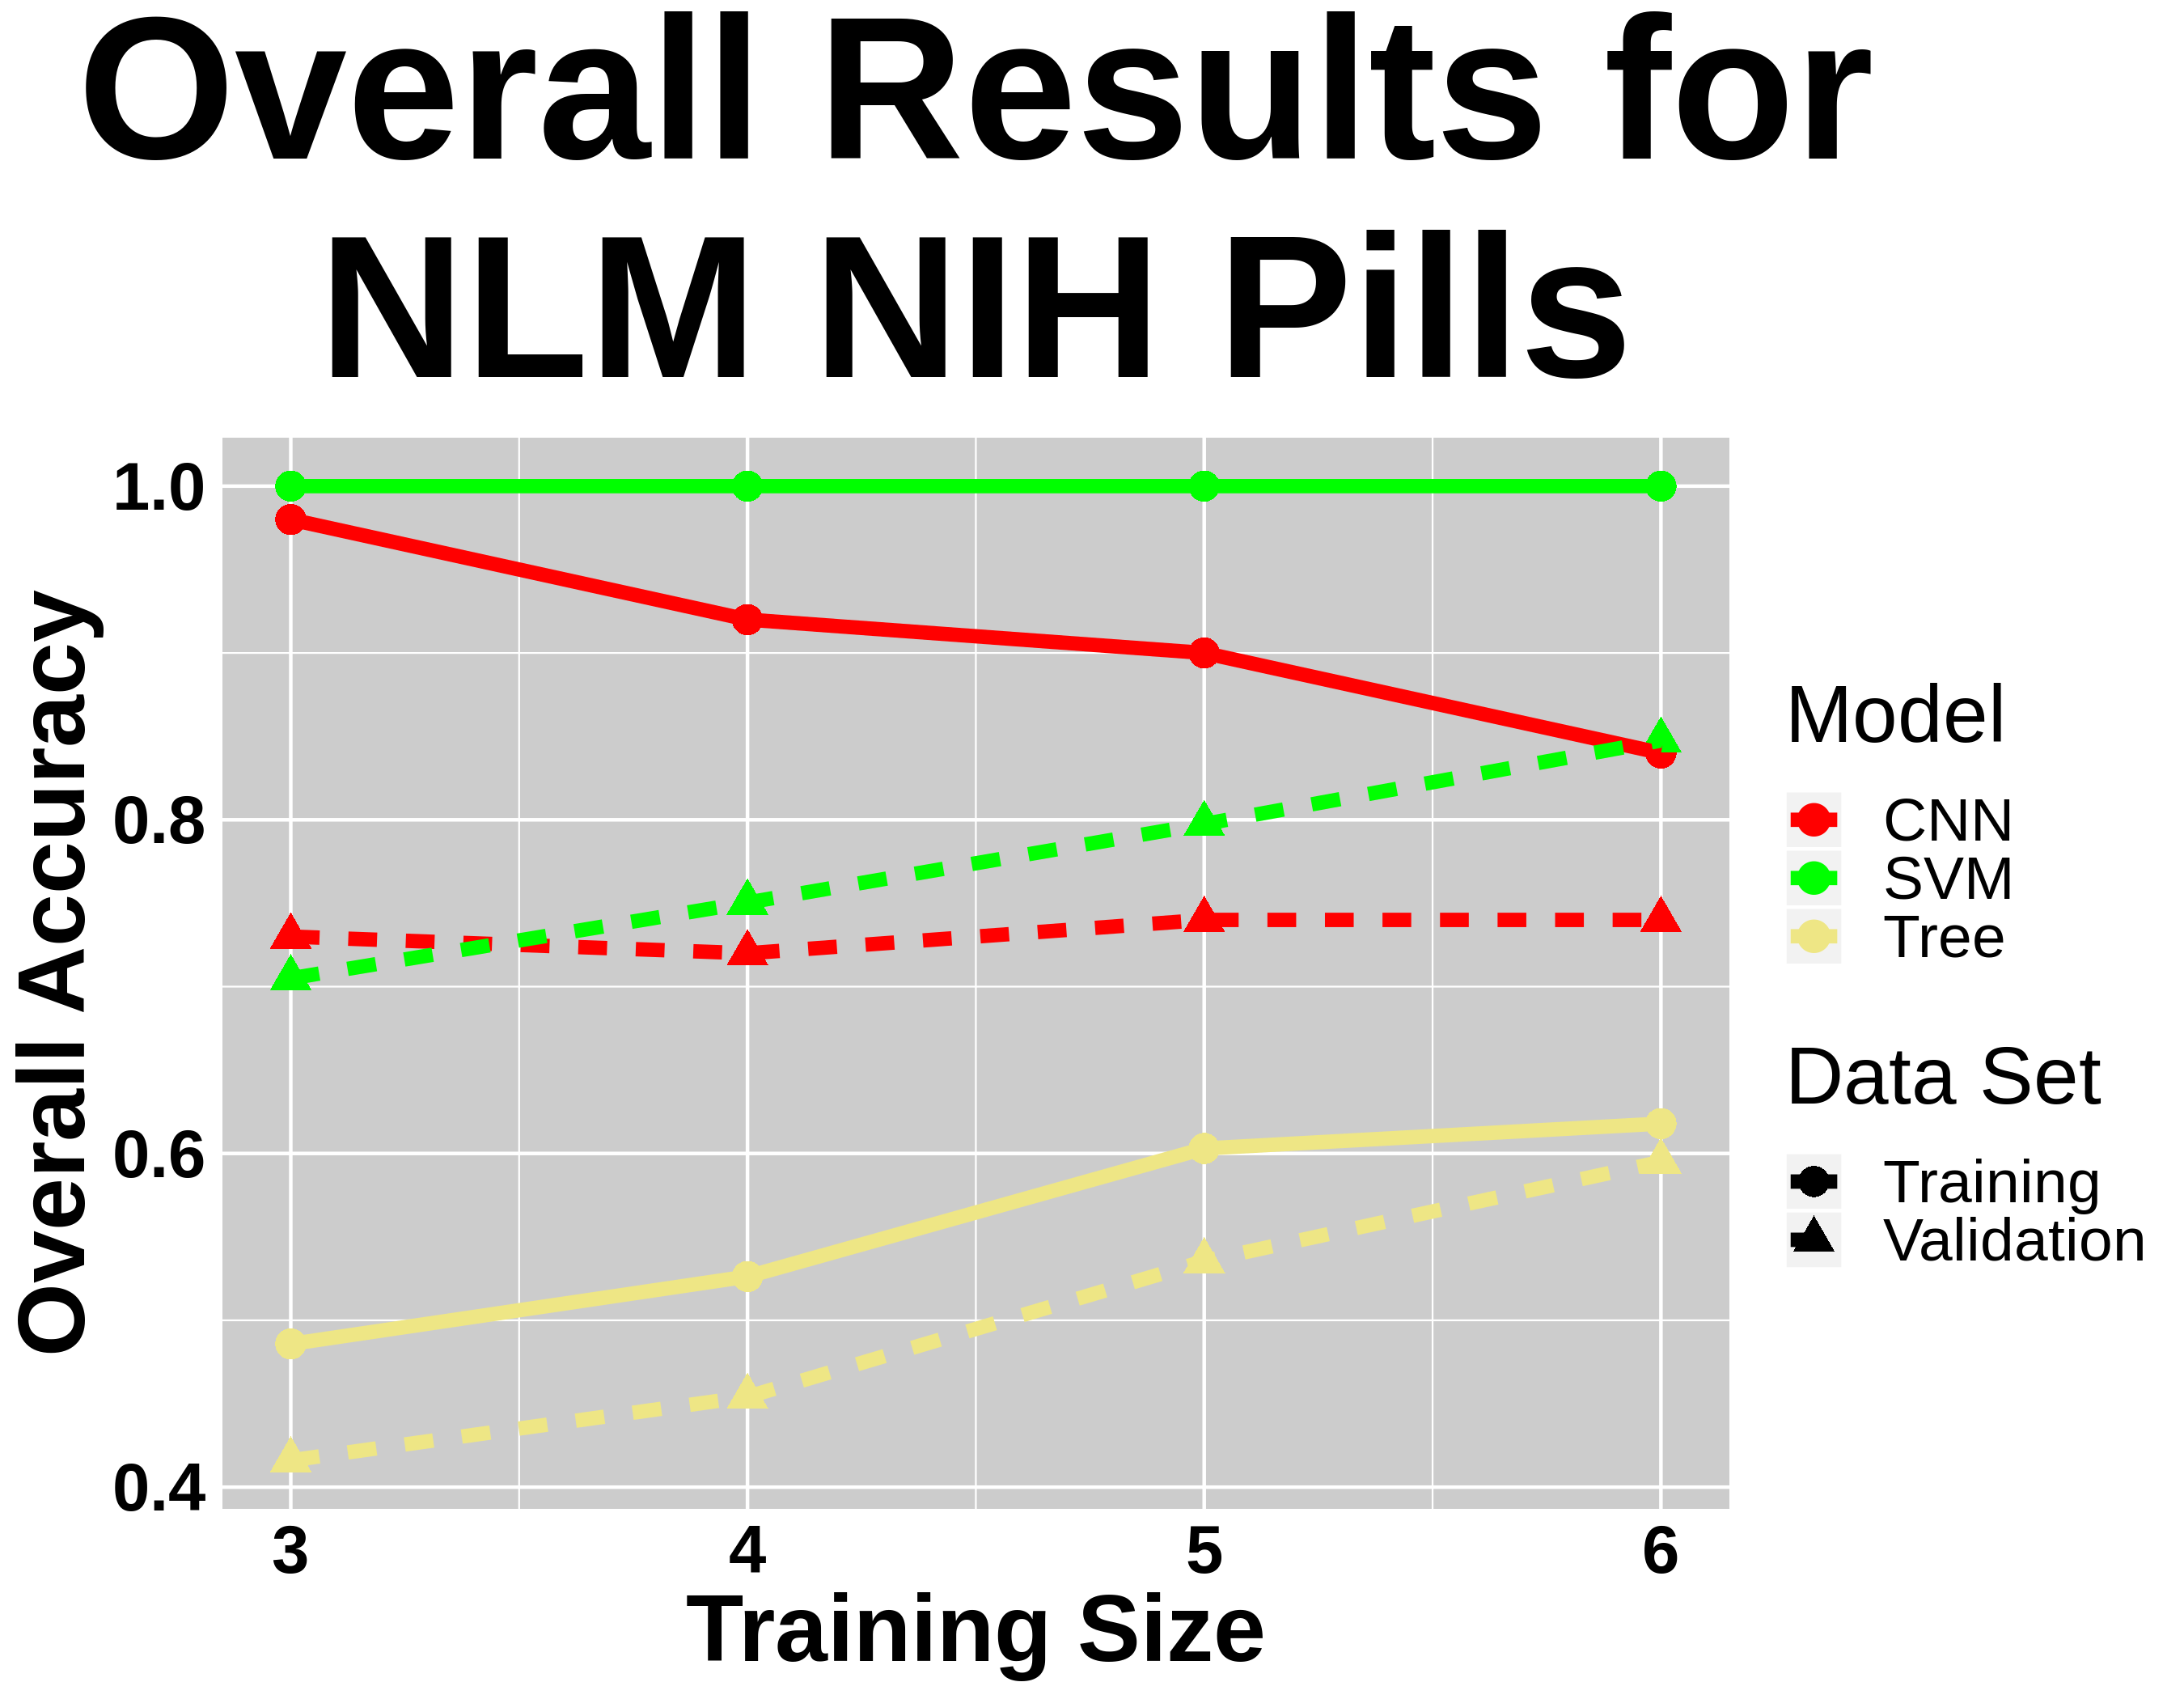 Overall Results for
NLM NIH Pills
Overall Accuracy
1.0
0.8
0.6
0.4
3 4 5 6
Training Size
Model
CNN
SVM
Tree
Data Set
Training
Validation